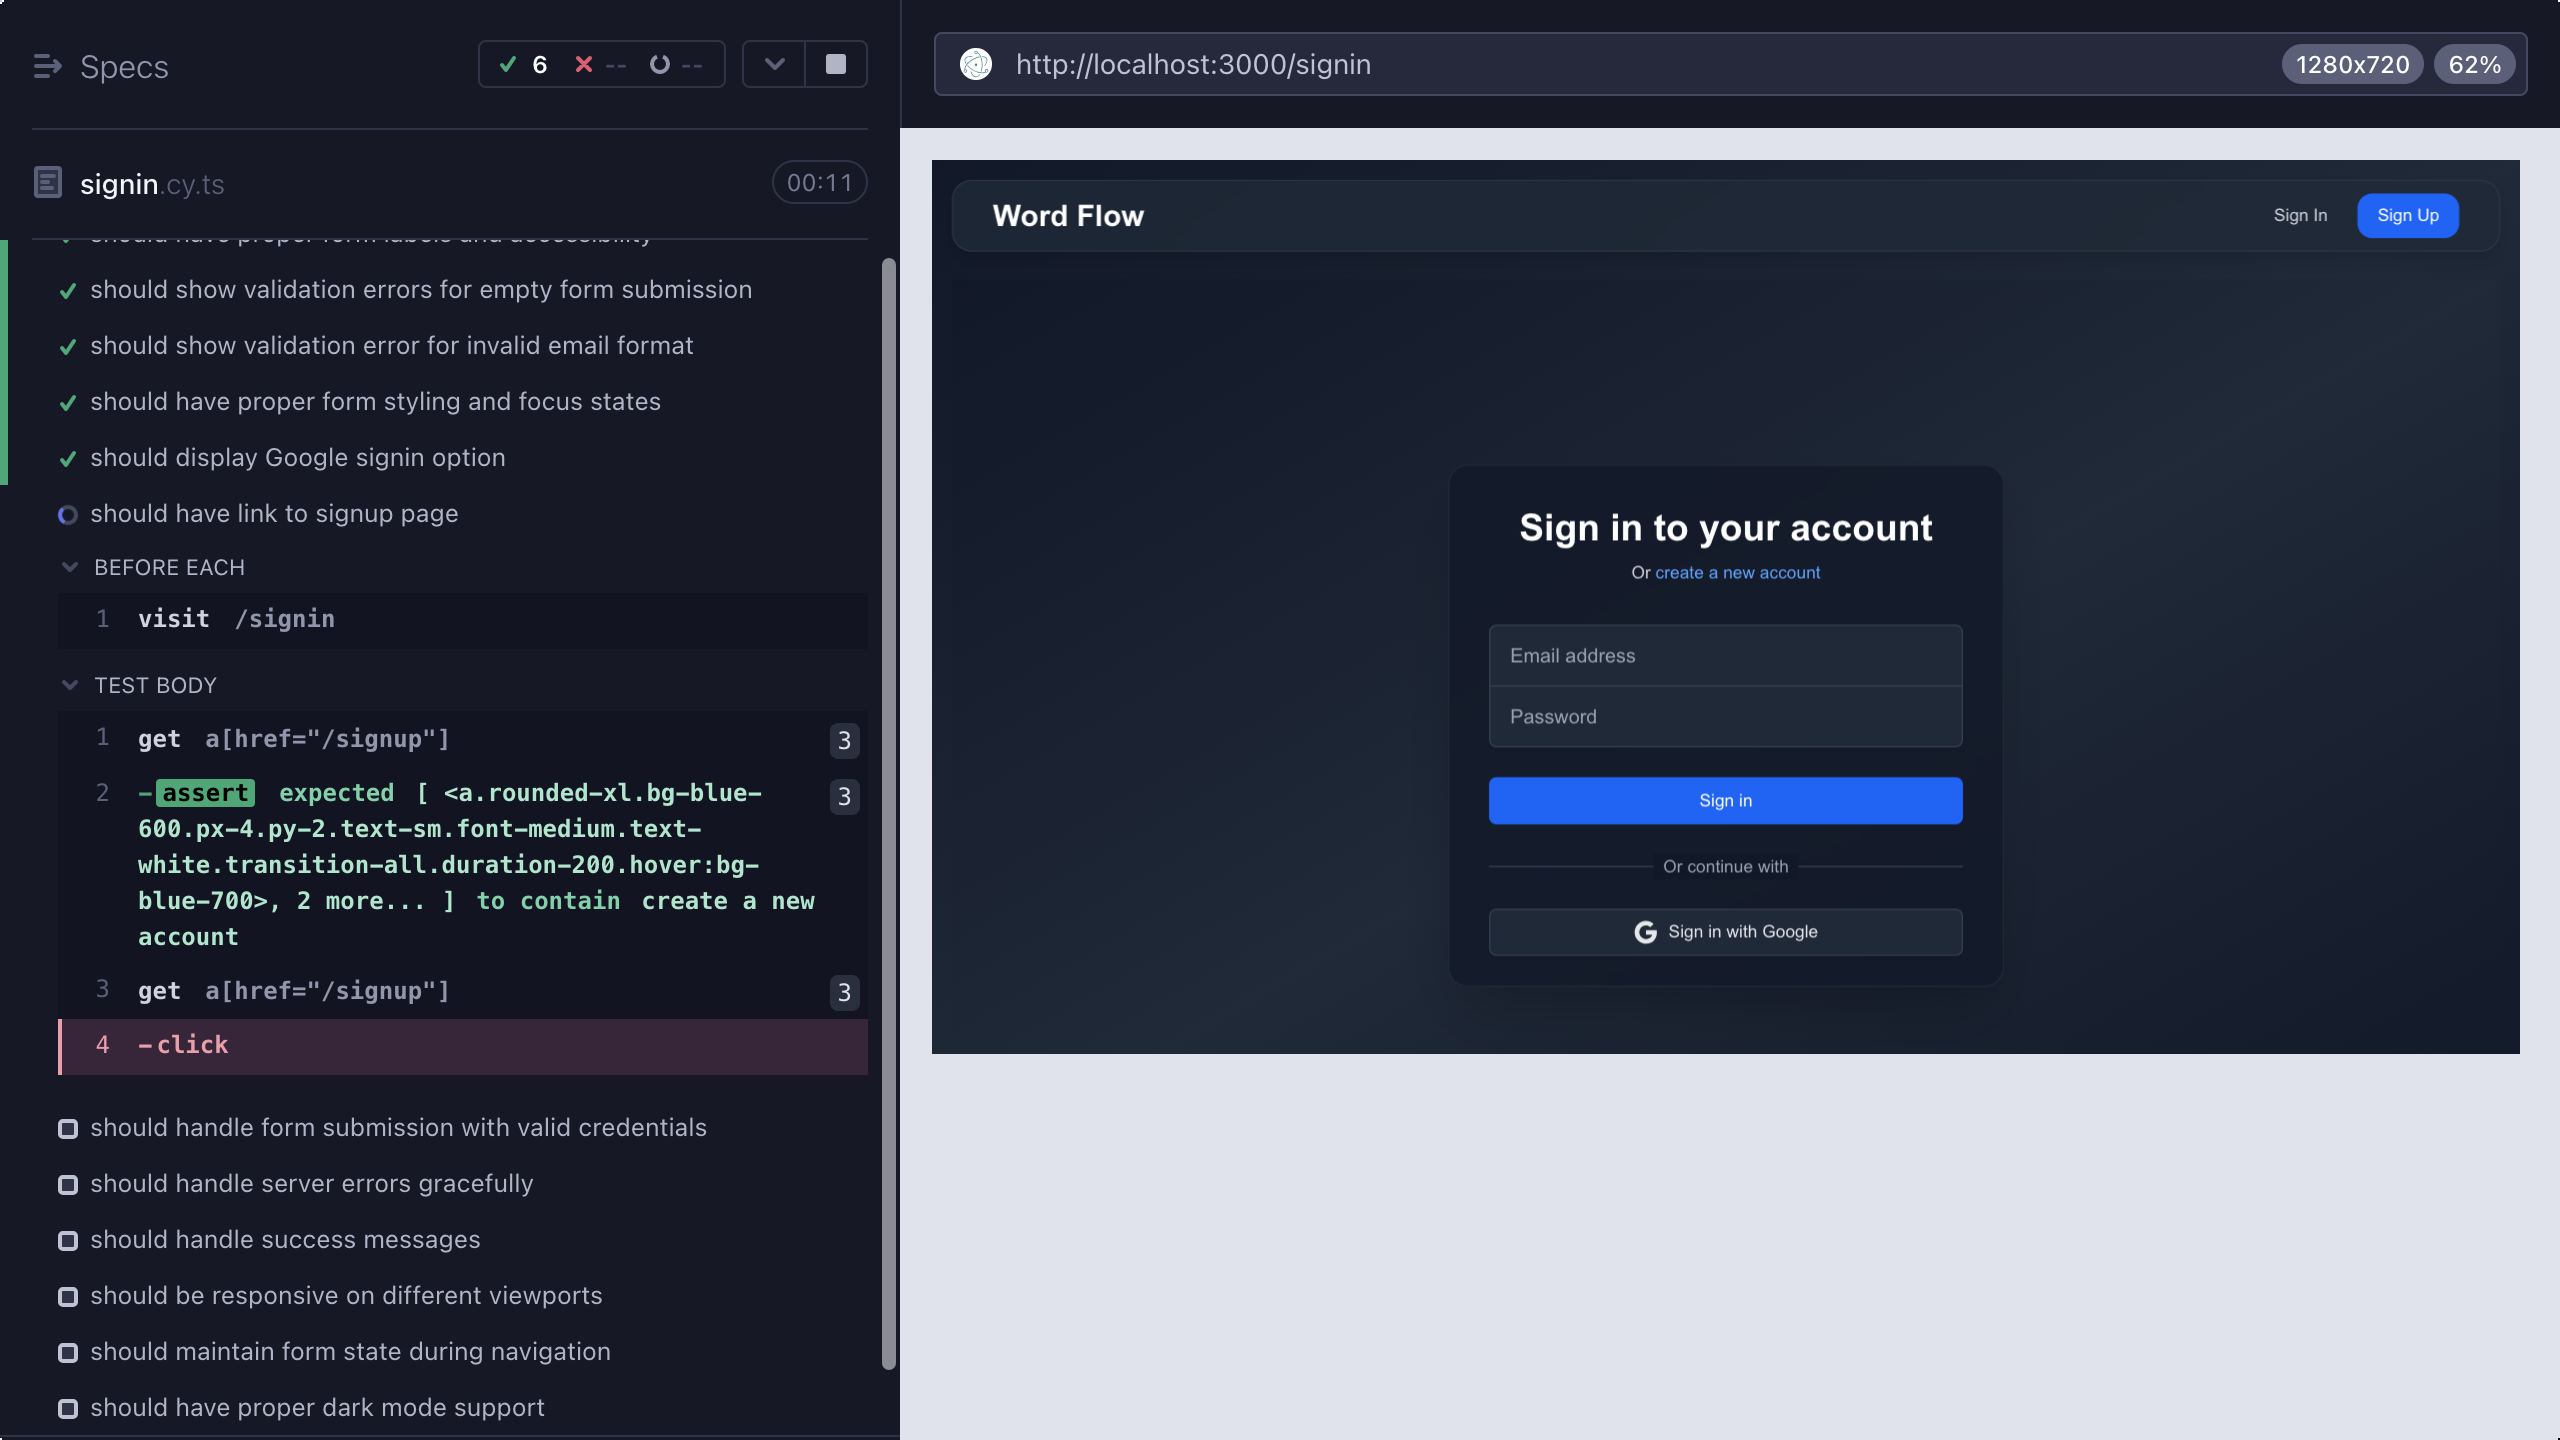 Specs
6 -- --
signin.cy.ts
00:11
should have proper form labels and accessibility
should show validation errors for empty form submission
should show validation error for invalid email format
should have proper form styling and focus states
should display Google signin option
should have link to signup page
BEFORE EACH
1 visit /signin
TEST BODY
1 get a[href="/signup"] 3
2 -assert expected [ <a.rounded-xl.bg-blue- 3
600.px-4.py-2.text-sm.font-medium.text-
white.transition-all.duration-200.hover:bg-
blue-700>, 2 more... ] to contain create a new
account
3 get a[href="/signup"] 3
4 -click
should handle form submission with valid credentials
should handle server errors gracefully
should handle success messages
should be responsive on different viewports
should maintain form state during navigation
should have proper dark mode support
http://localhost:3000/signin
1280x720 62%
Word Flow
Sign In
Sign Up
Sign in to your account
Or create a new account
Email address
Password
Sign in
Or continue with
Sign in with Google